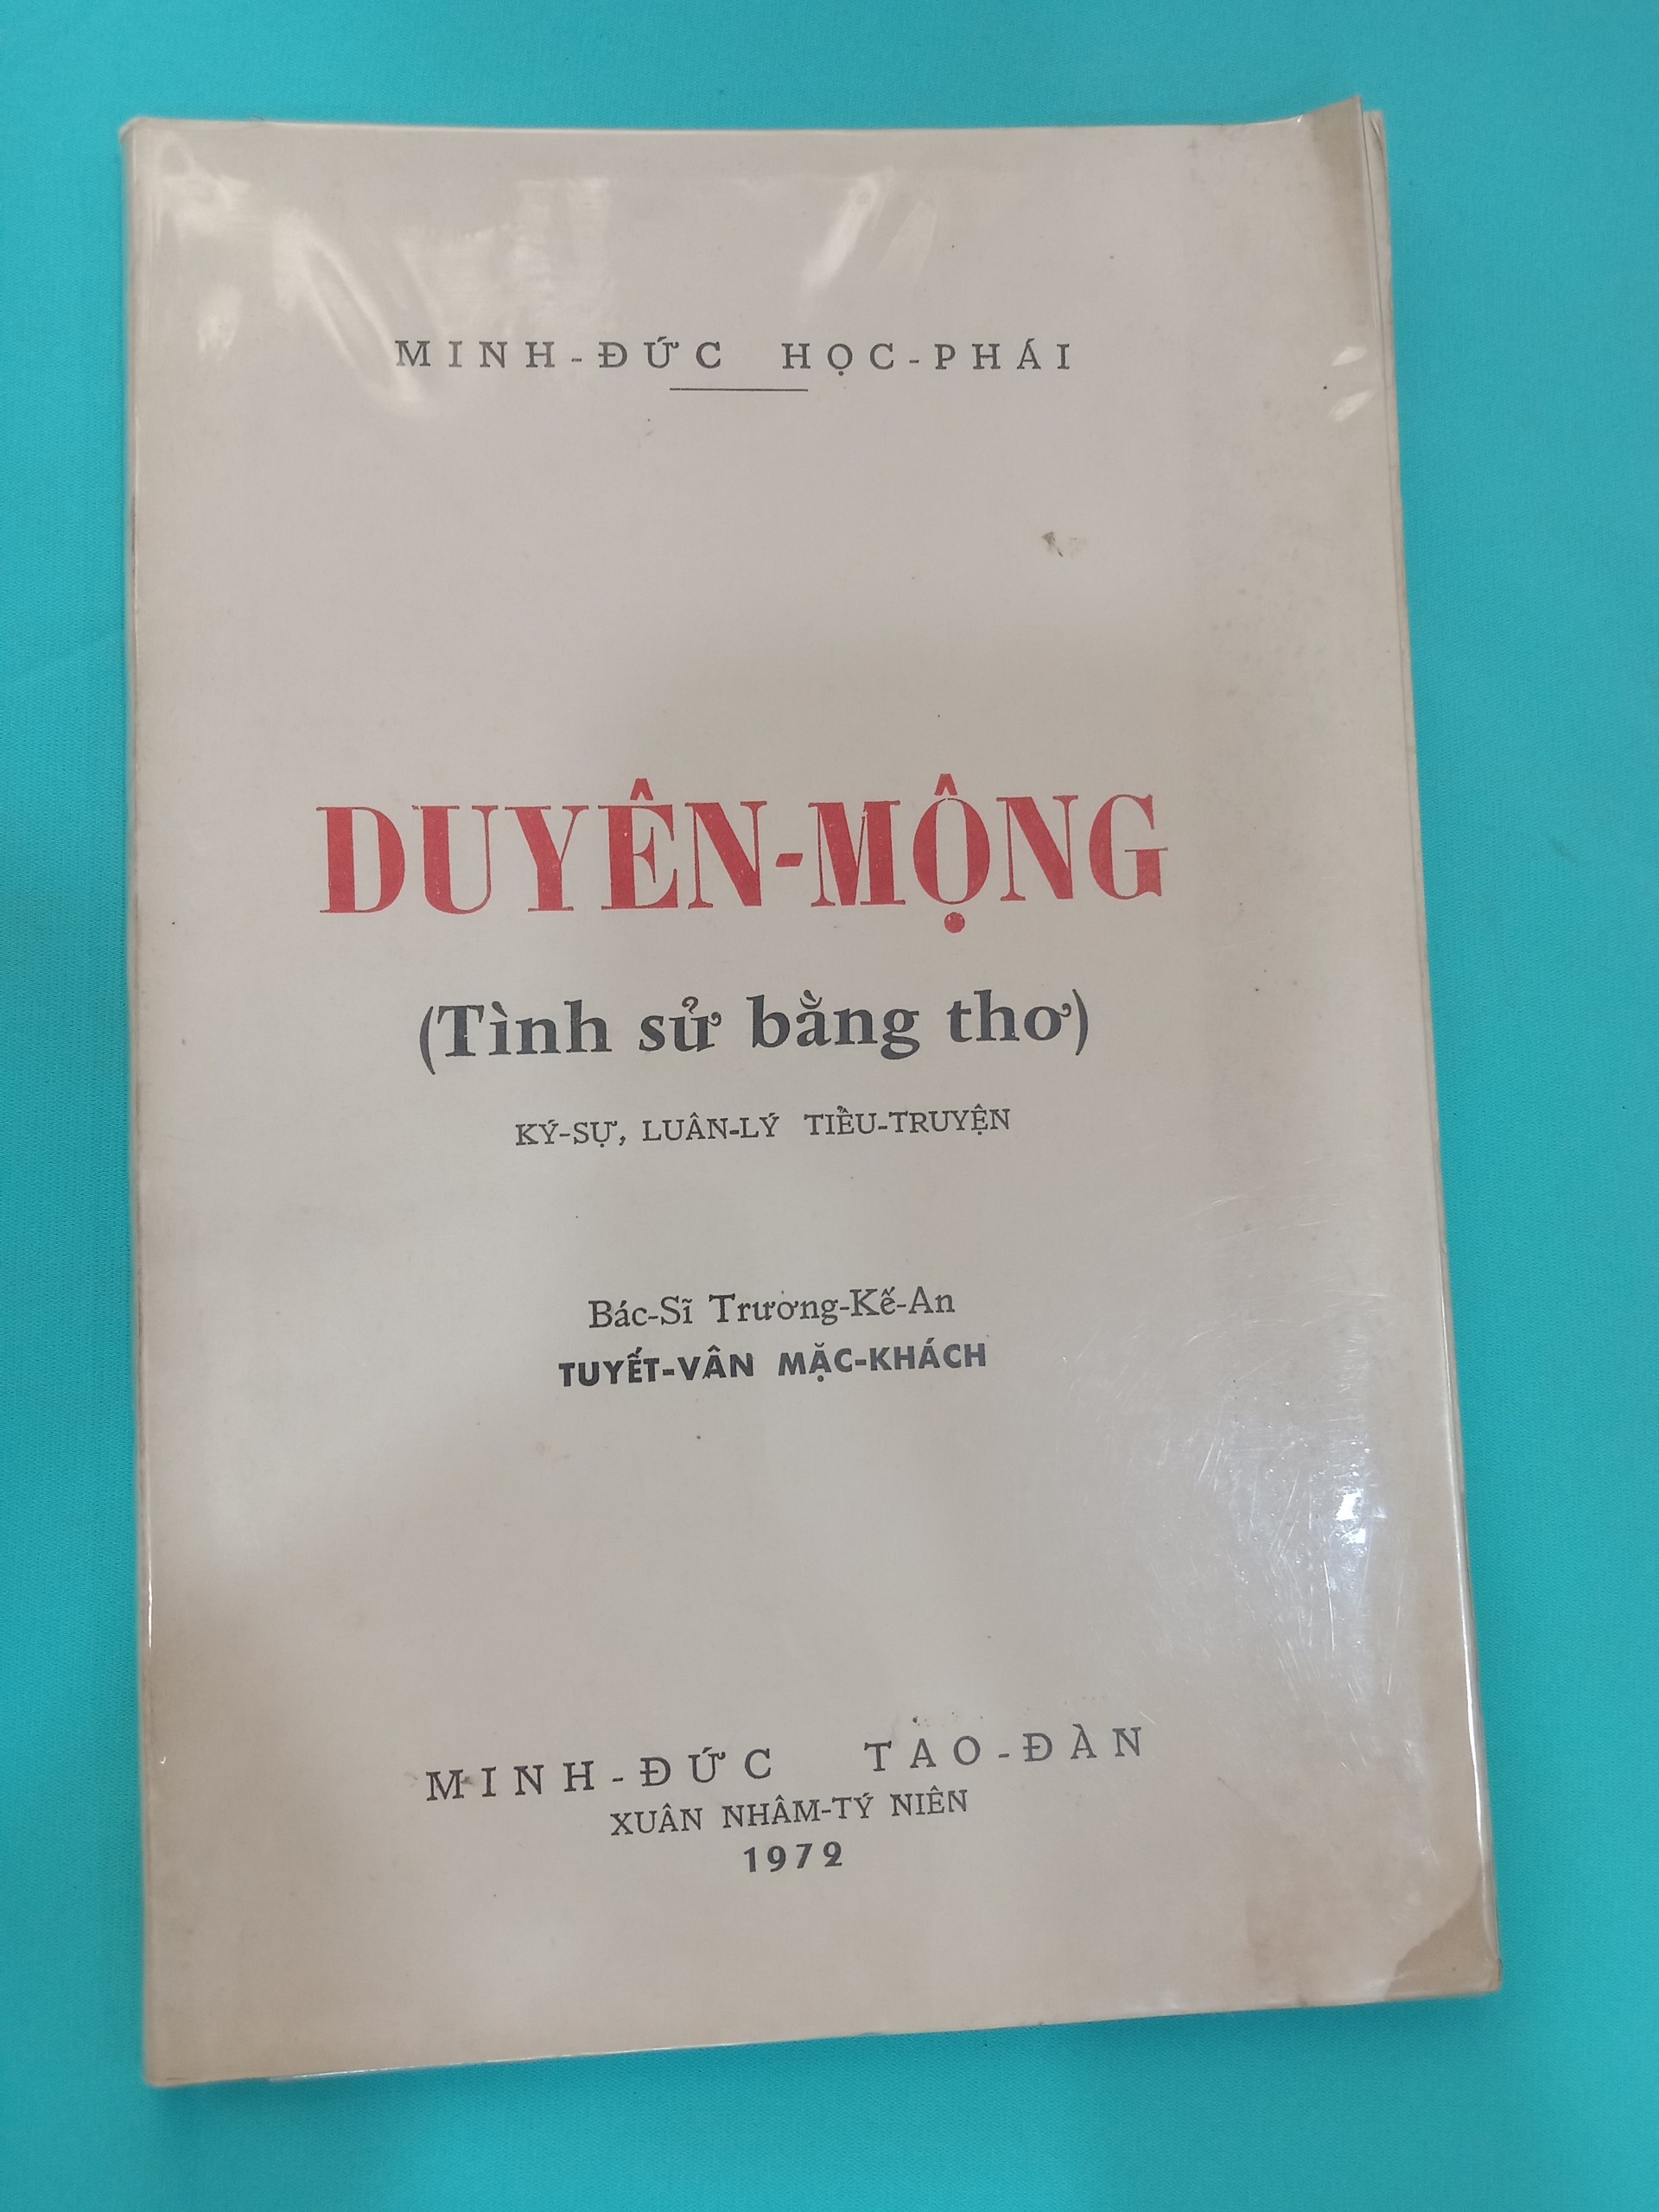 MINH-ĐỨC HỌC-PHÁI
DUYÊN-MỘNG
(Tình sử bằng thơ)
KÝ-SỰ, LUÂN-LÝ TIỂU-TRUYỆN
Bác-Sĩ Trương-Kế-An
TUYẾT-VÂN MẶC-KHÁCH
MINH-ĐỨC TAO-ĐÀN
XUÂN NHÂM-TÝ NIÊN
1972